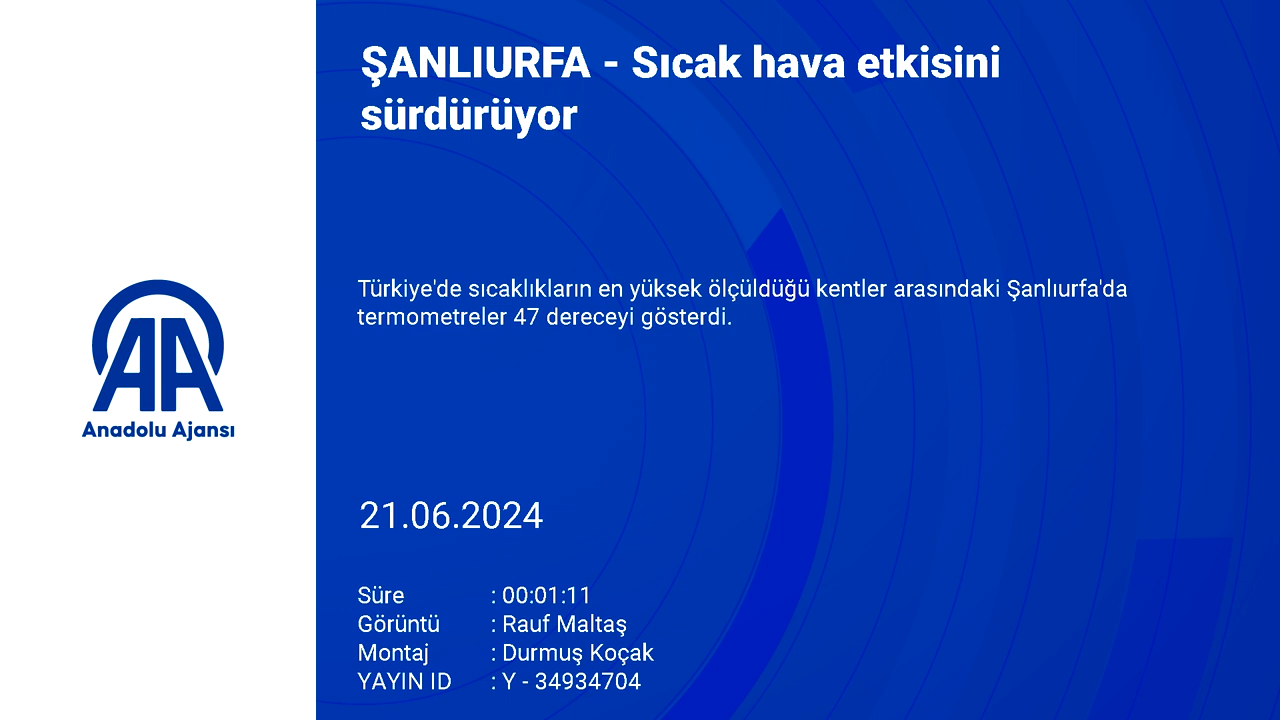 ŞANLIURFA - Sıcak hava etkisini
sürdürüyor
Türkiye'de sıcaklıkların en yüksek ölçüldüğü kentler arasındaki Şanlıurfa'da
termometreler 47 dereceyi gösterdi.
AA
Anadolu Ajansı
21.06.2024
Süre : 00:01:11
Görüntü : Rauf Maltaş
Montaj : Durmuş Koçak
YAYIN ID : Y - 34934704